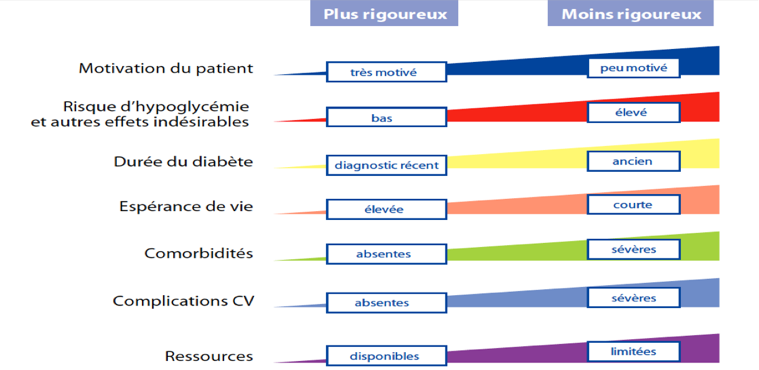 Plus rigoureux Moins rigoureux
Motivation du patient très motivé peu motivé
Risque d'hypoglycémie
et autres effets indésirables bas élevé
Durée du diabète diagnostic récent ancien
Espérance de vie élevée courte
Comorbidités absentes sévères
Complications CV absentes sévères
Ressources disponibles limitées